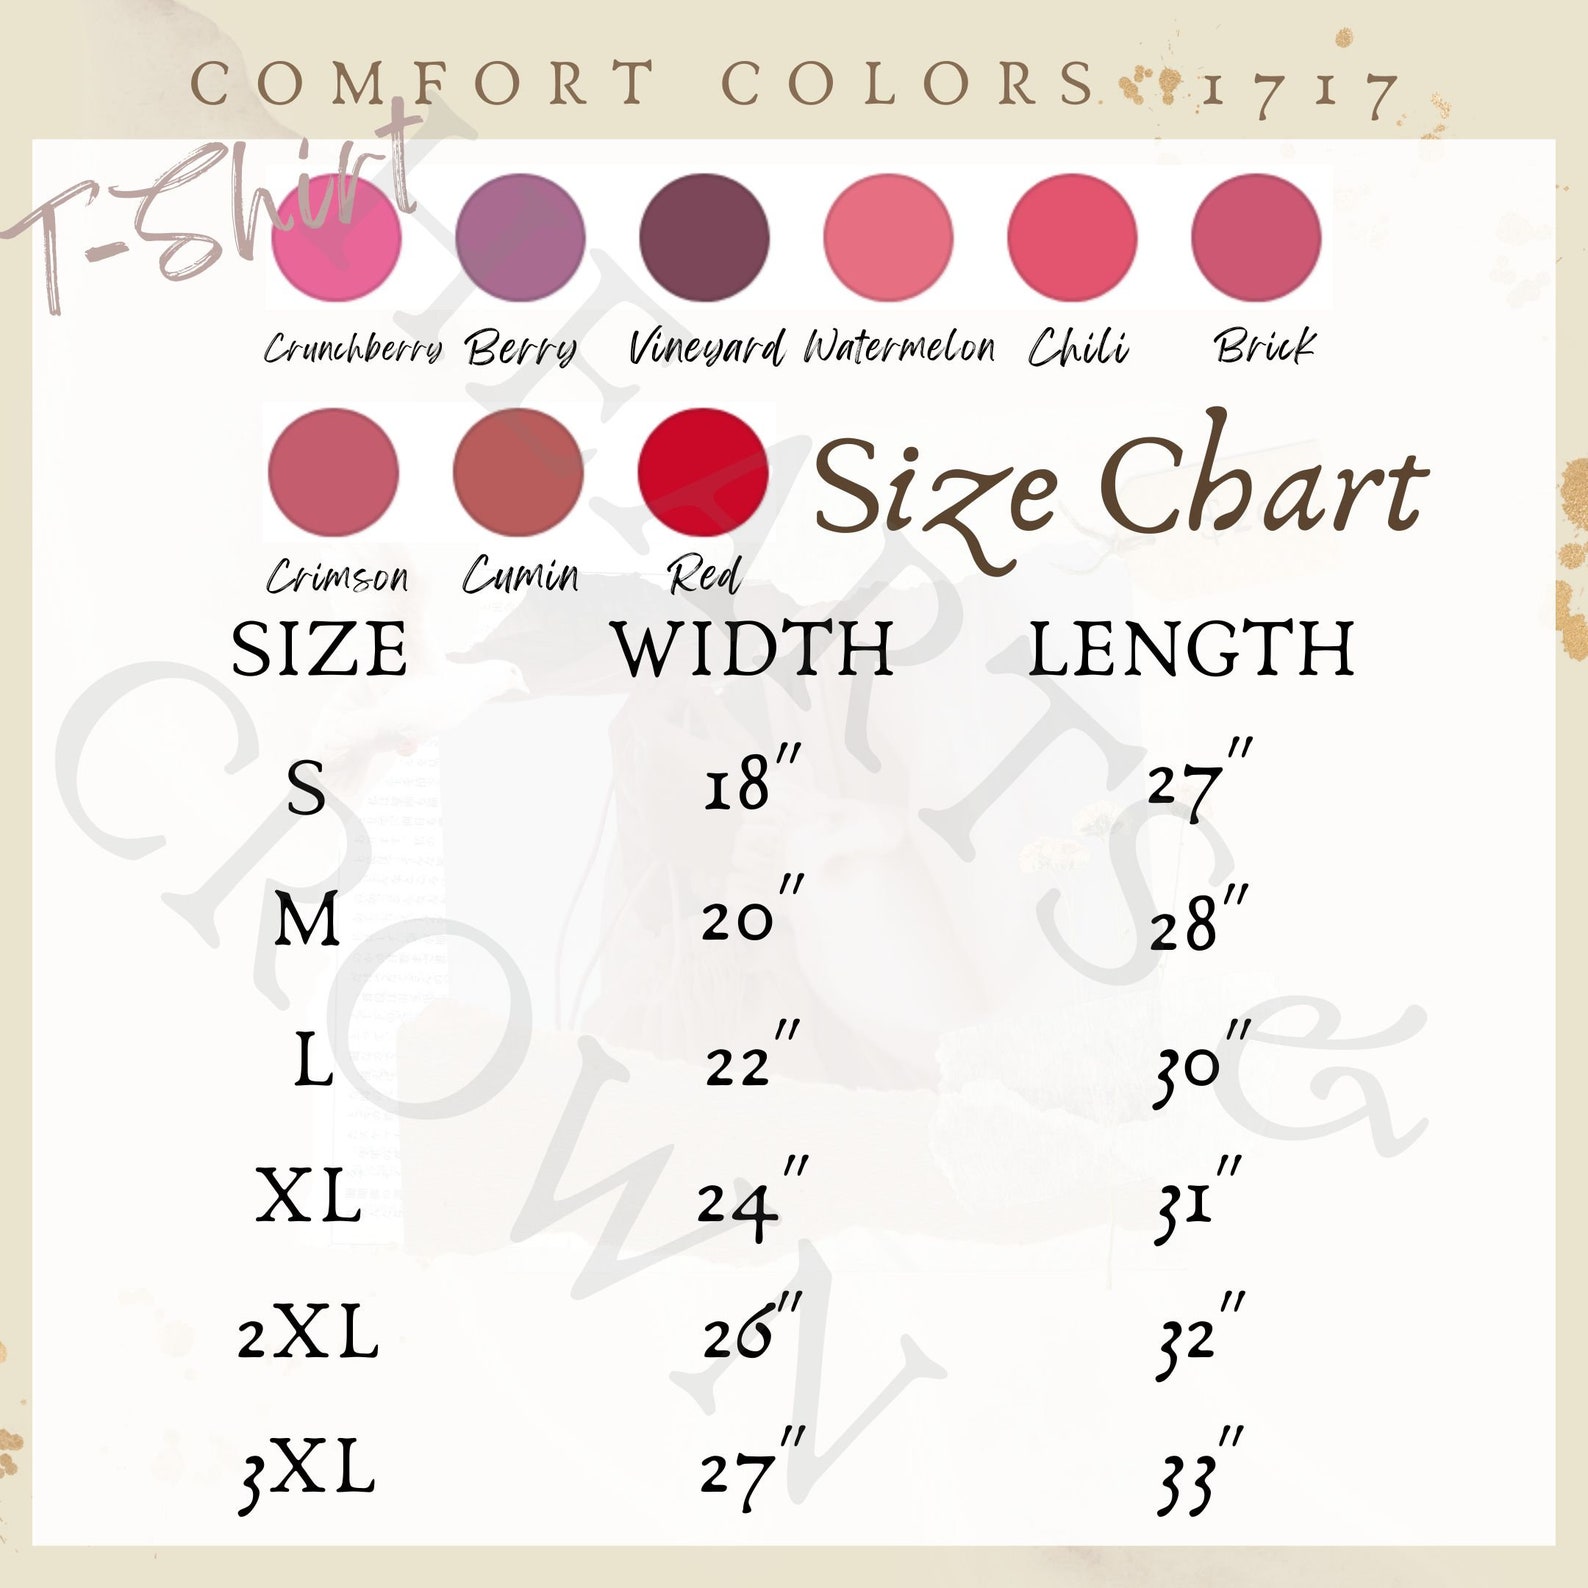 COMFORT COLORS 1717
T-Shirt
Crunchberry Berry Vineyard Watermelon Chili Brick
Crimson Cumin Red
Size Chart
SIZE WIDTH LENGTH
S 18" 27"
M 20" 28"
L 22" 30"
XL 24" 31"
2XL 26" 32"
3XL 27" 33"
HEARTS &
CROWN